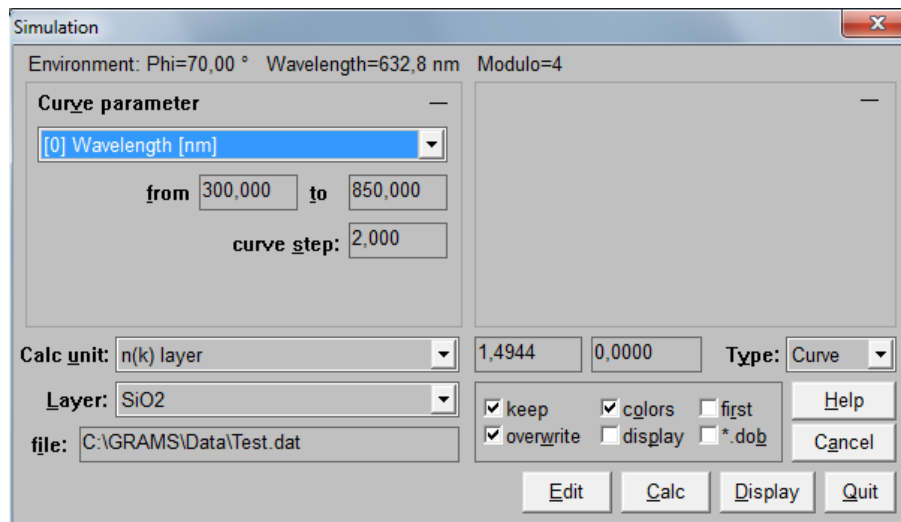 Simulation
Environment: Phi=70,00 ° Wavelength=632,8 nm Modulo=4
Curve parameter
[0] Wavelength [nm]
from 300,000 to 850,000
curve step: 2,000
Calc unit: n(k) layer 1,4944 0,0000 Type: Curve
Layer: SiO2
keep colors first Help
overwrite display *.dob Cancel
file: C:\GRAMS\Data\Test.dat
Edit Calc Display Quit